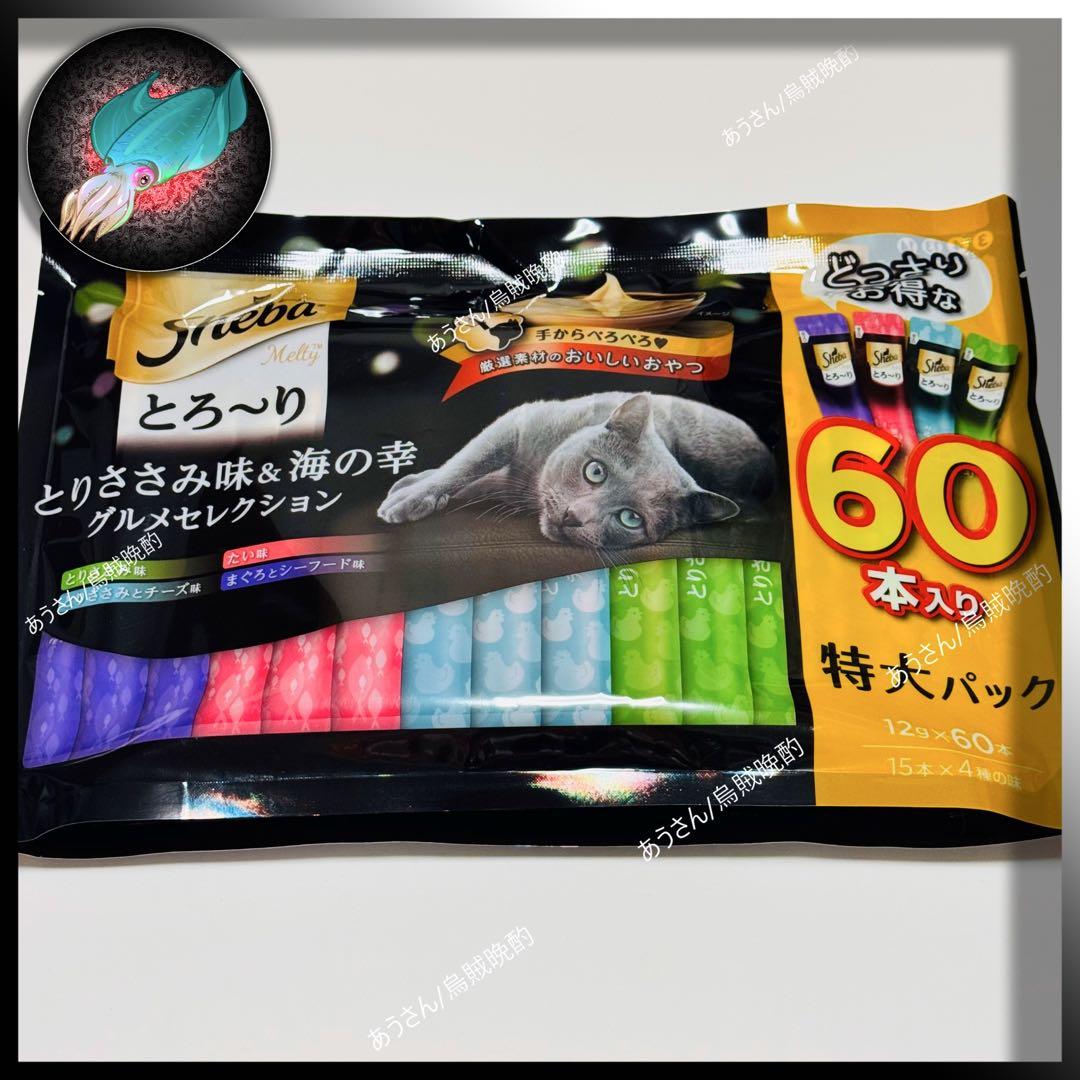 あうさん/烏賊晩酌
Sheba
Melty™
とろ〜り
あうさん/烏賊晩酌
手からぺろぺろ♥
厳選素材のおいしいおやつ
イメージ
どっさり
お得な
Sheba
とろ〜り
Sheba
とろ〜り
Sheba
とろ〜り
Sheba
とろ〜り
とりささみ味&海の幸
グルメセレクション
60
本入り
とりささみ味
たい味
ささみとチーズ味
まぐろとシーフード味
あうさん/烏賊晩酌
あうさん/烏賊晩酌
特大パック
12g×60本
15本×4種の味
あうさん/烏賊晩酌
あうさん/烏賊晩酌